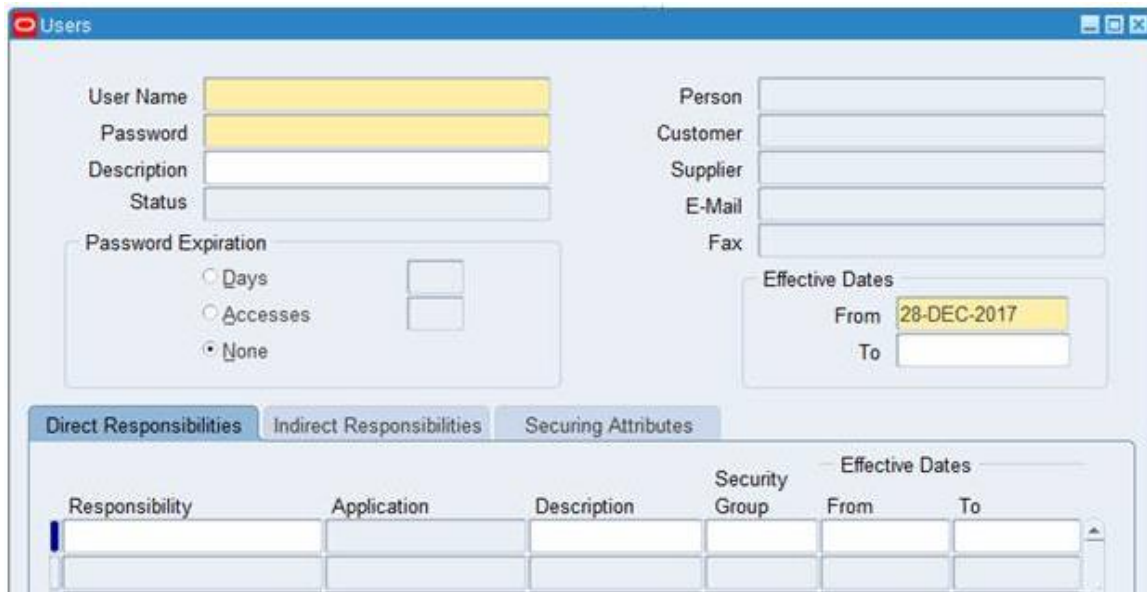 Users
User Name
Person
Password
Customer
Description
Supplier
Status
E-Mail
Password Expiration
Fax
Days
Effective Dates
Accesses
From 28-DEC-2017
None
To
Direct Responsibilities Indirect Responsibilities Securing Attributes
Effective Dates
Responsibility Application Description Security Group From To